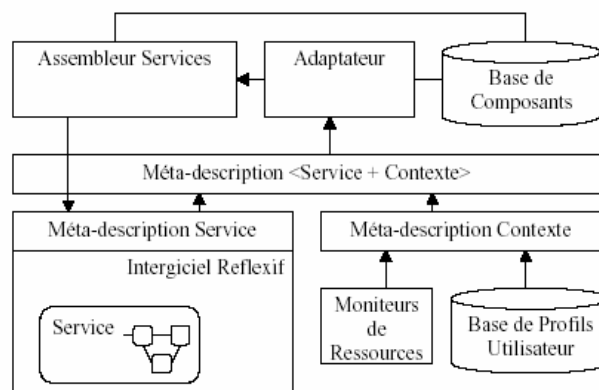 Assembleur Services
Adaptateur
Base de
Composants
Méta-description <Service + Contexte>
Méta-description Service
Intergiciel Reflexif
Service
Méta-description Contexte
Moniteurs
de
Ressources
Base de Profils
Utilisateur